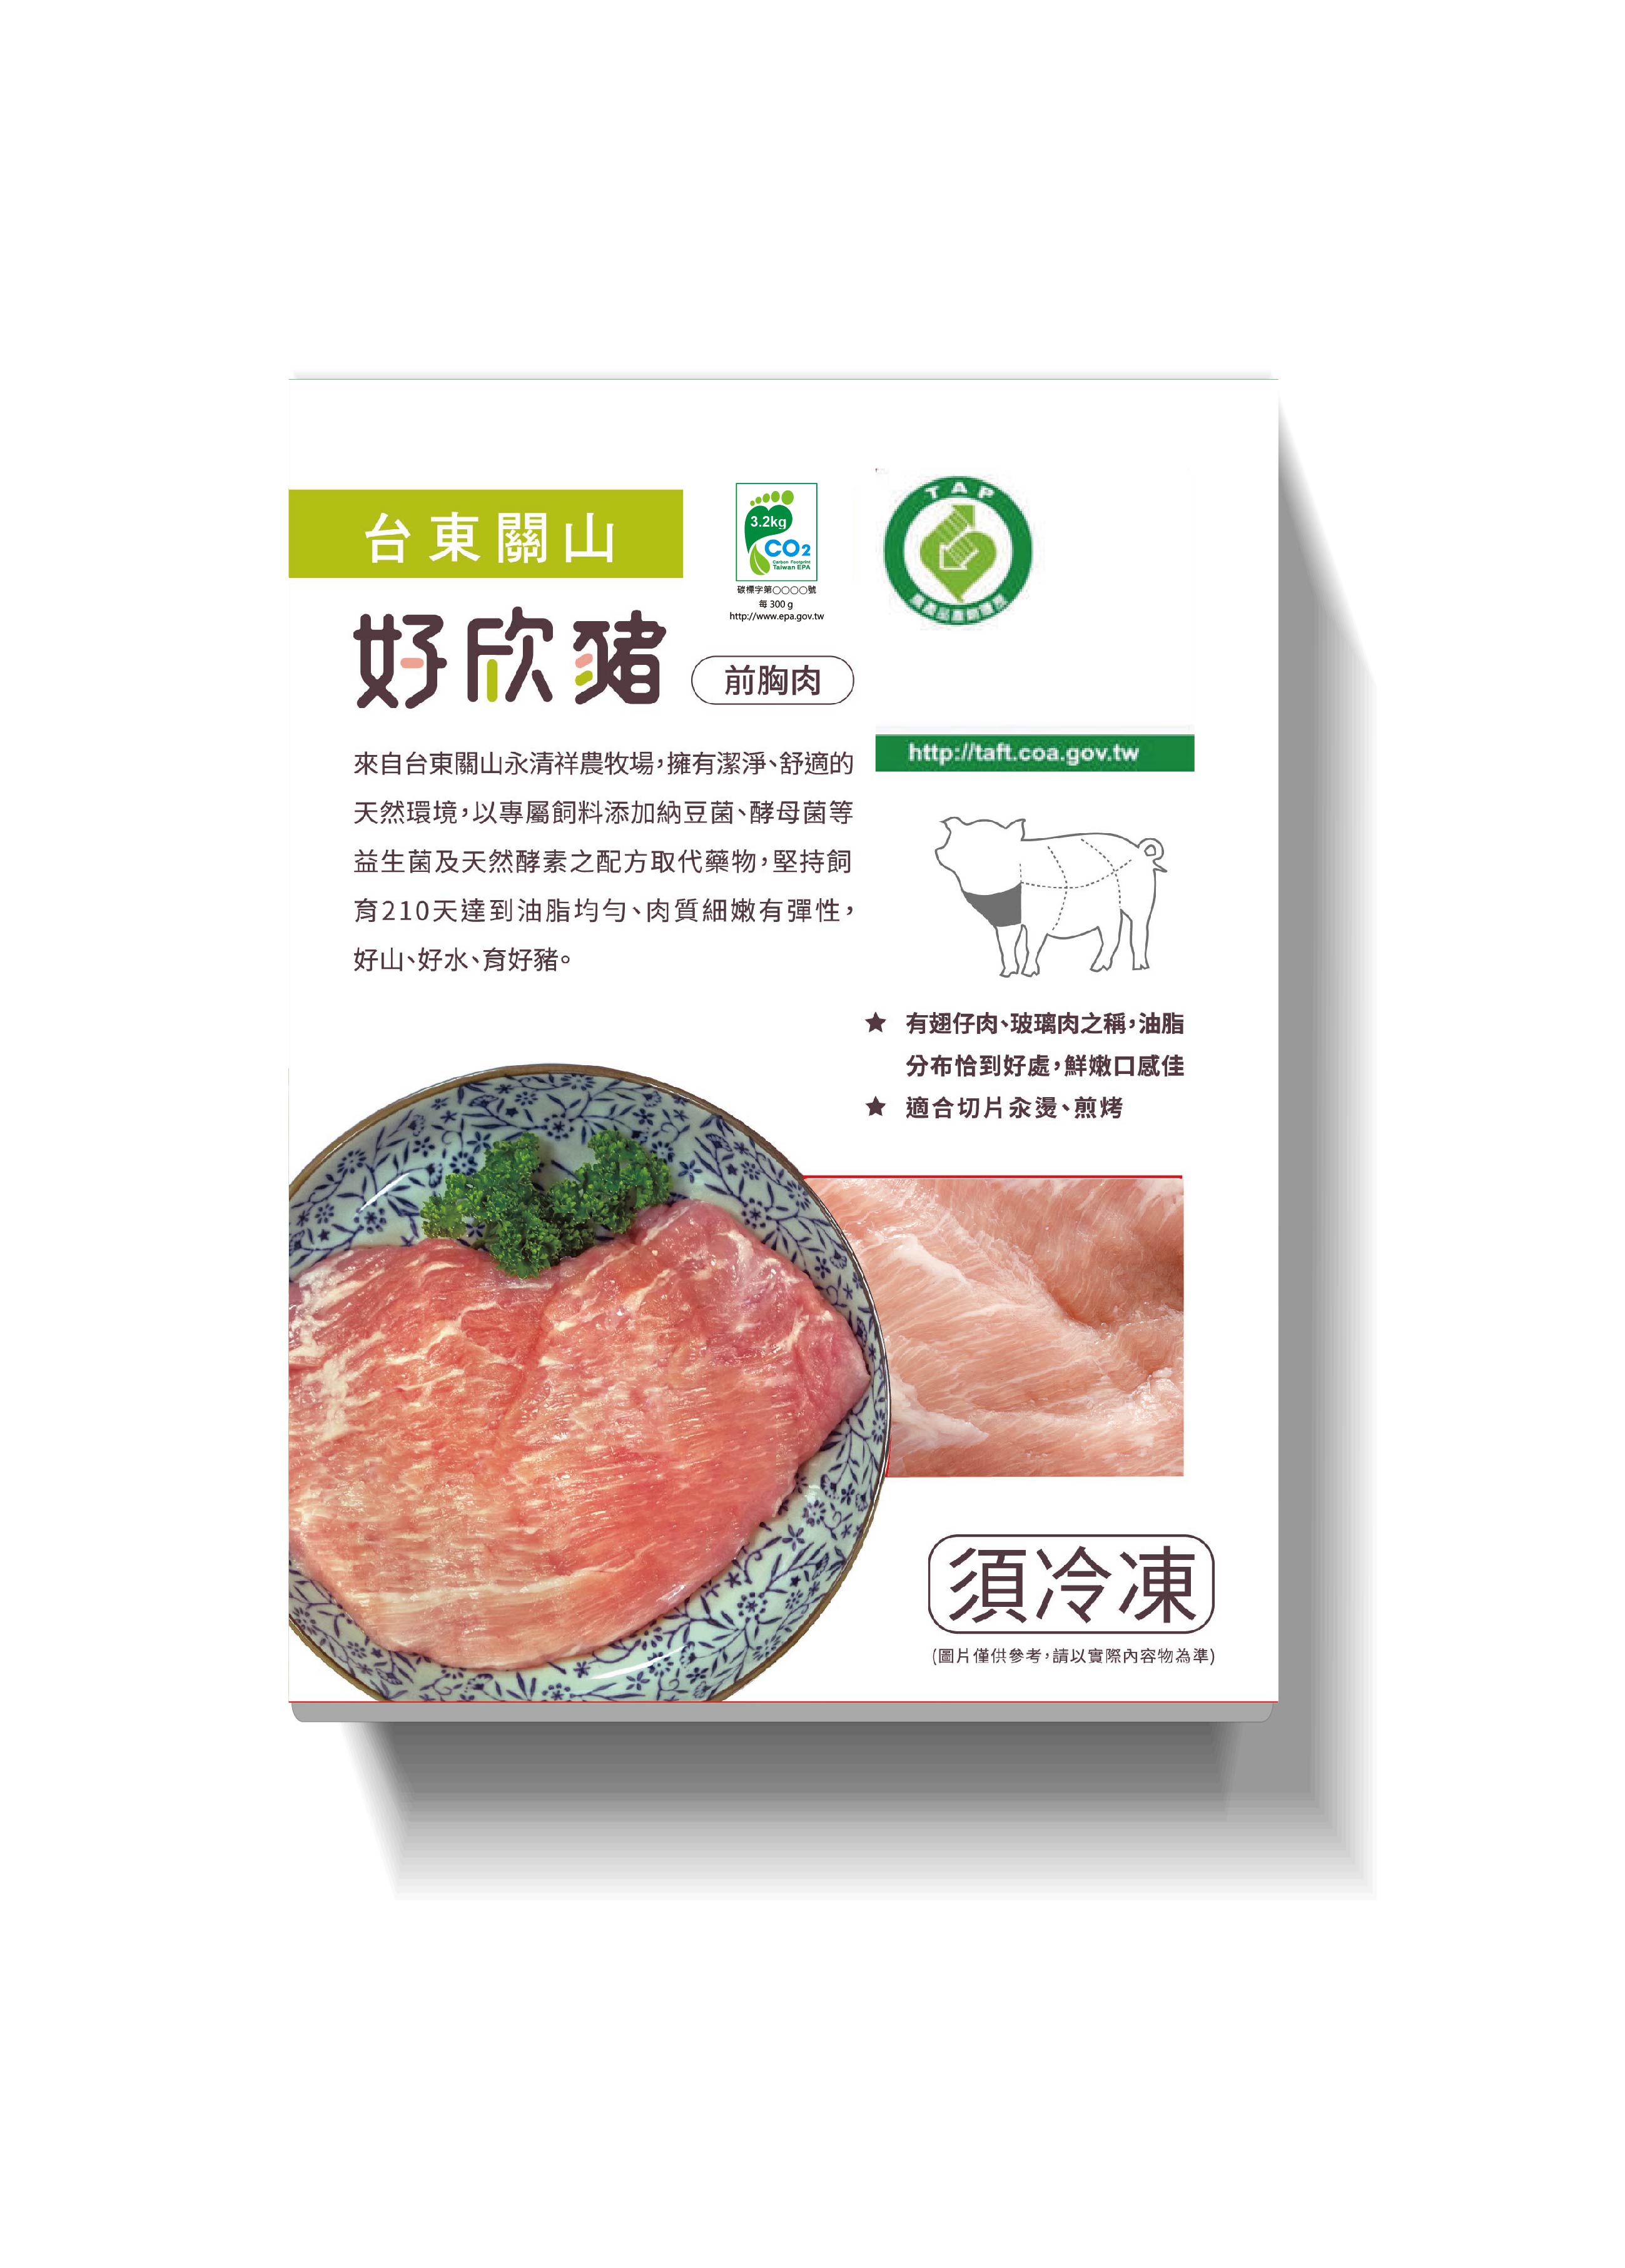 台東關山
3.2kg
CO2
Carbon Footprint
Taiwan EPA
碳標字第○○○○號
每 300 g
http://www.epa.gov.tw
TAP
http://taft.coa.gov.tw
好欣豬
前胸肉
來自台東關山永清祥農牧場，擁有潔淨、舒適的
天然環境，以專屬飼料添加納豆菌、酵母菌等
益生菌及天然酵素之配方取代藥物，堅持飼
育210天達到油脂均勻、肉質細嫩有彈性，
好山、好水、育好豬。
★ 有翅仔肉、玻璃肉之稱，油脂
分布恰到好處，鮮嫩口感佳
★ 適合切片汆燙、煎烤
須冷凍
(圖片僅供參考，請以實際內容物為準)